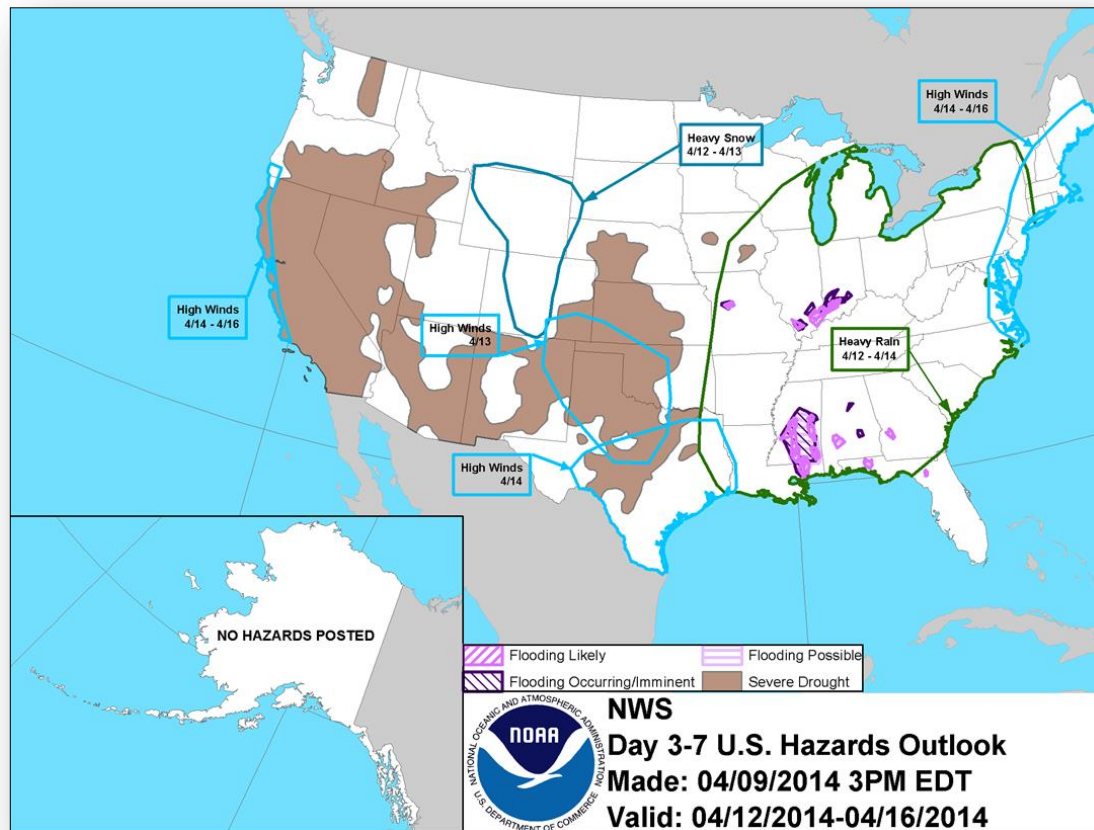 High Winds
4/14 - 4/16
Heavy Snow
4/12 - 4/13
High Winds
4/14 - 4/16
High Winds
4/13
Heavy Rain
4/12 - 4/14
High Winds
4/14
NO HAZARDS POSTED
Flooding Likely
Flooding Possible
Flooding Occurring/Imminent
Severe Drought
NATIONAL OCEANIC AND ATMOSPHERIC ADMINISTRATION
NOAA
U.S. DEPARTMENT OF COMMERCE
NWS
Day 3-7 U.S. Hazards Outlook
Made: 04/09/2014 3PM EDT
Valid: 04/12/2014-04/16/2014